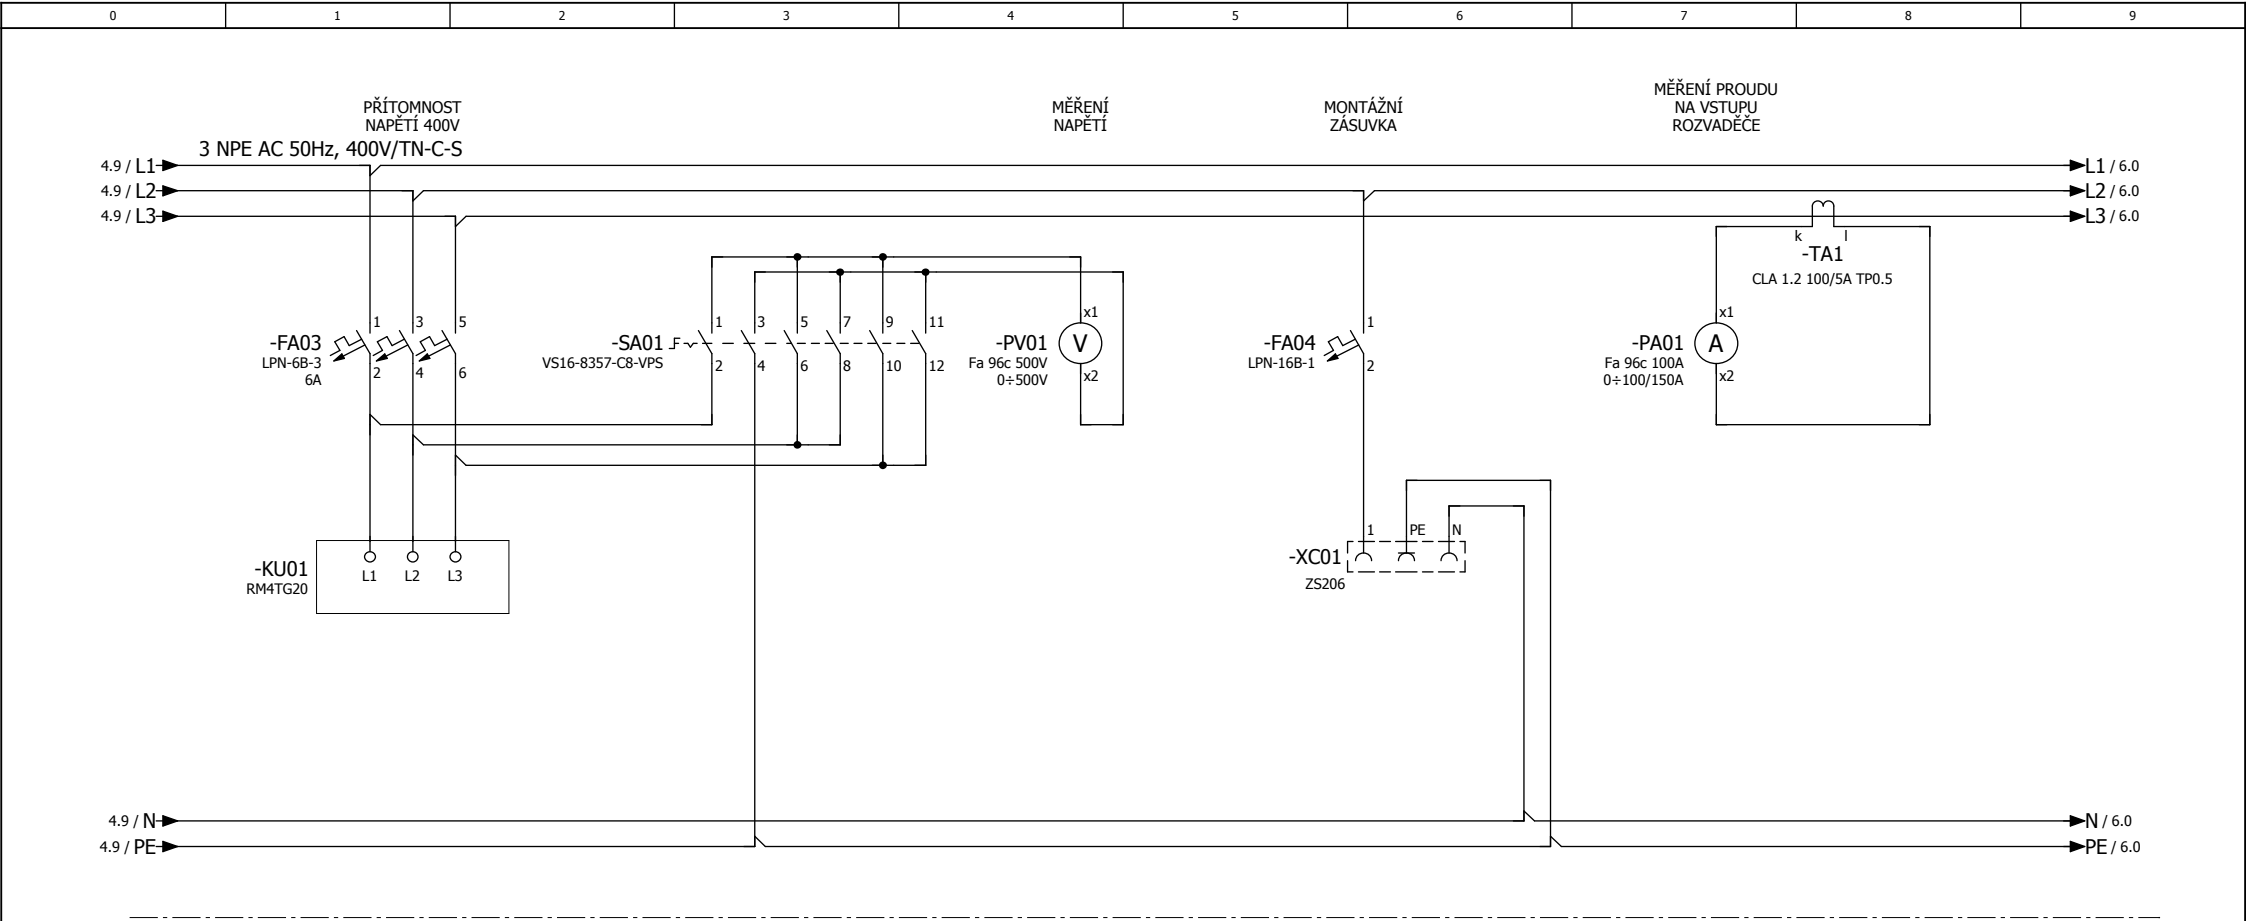 0 1 2 3 4 5 6 7 8 9
PŘÍTOMNOST
NAPĚTÍ 400V
MĚŘENÍ
NAPĚTÍ
MONTÁŽNÍ
ZÁSUVKA
MĚŘENÍ PROUDU
NA VSTUPU
ROZVADĚČE
3 NPE AC 50Hz, 400V/TN-C-S
4.9 / L1
L1 / 6.0
4.9 / L2
L2 / 6.0
4.9 / L3
L3 / 6.0
k l
-TA1
CLA 1.2 100/5A TP0.5
1 3 5
-FA03
LPN-6B-3
6A
2 4 6
1 3 5 7 9 11
-SA01
VS16-8357-C8-VPS
2 4 6 8 10 12
x1
-PV01
V
Fa 96c 500V
0÷500V
x2
1
-FA04
LPN-16B-1
2
x1
-PA01
A
Fa 96c 100A
0÷100/150A
x2
-KU01
RM4TG20
L1 L2 L3
1 PE N
-XC01
ZS206
4.9 / N
N / 6.0
4.9 / PE
PE / 6.0